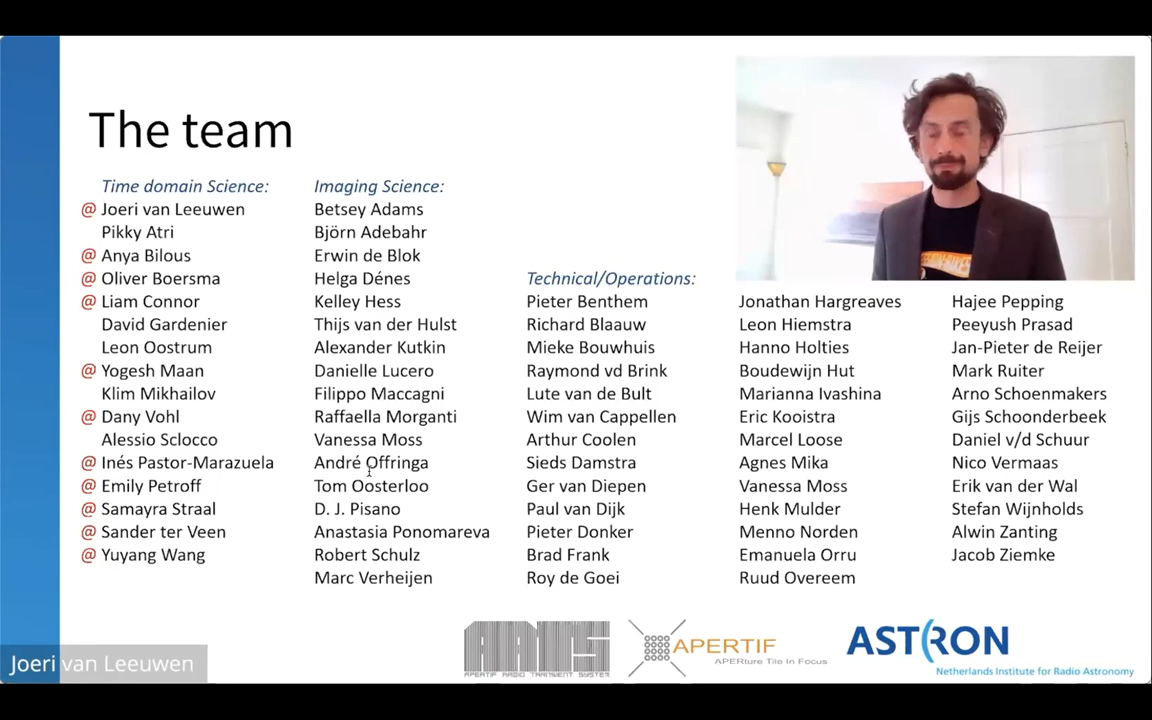 The team
Time domain Science:
@ Joeri van Leeuwen
Pikky Atri
@ Anya Bilous
@ Oliver Boersma
@ Liam Connor
David Gardenier
Leon Oostrum
@ Yogesh Maan
Klim Mikhailov
@ Dany Vohl
Alessio Sclocco
@ Inés Pastor-Marazuela
@ Emily Petroff
@ Samayra Straal
@ Sander ter Veen
@ Yuyang Wang
Imaging Science:
Betsey Adams
Björn Adebahr
Erwin de Blok
Helga Dénes
Kelley Hess
Thijs van der Hulst
Alexander Kutkin
Danielle Lucero
Filippo Maccagni
Raffaella Morganti
Vanessa Moss
André Offringa
Tom Oosterloo
D. J. Pisano
Anastasia Ponomareva
Robert Schulz
Marc Verheijen
Technical/Operations:
Pieter Benthem
Richard Blaauw
Mieke Bouwhuis
Raymond vd Brink
Lute van de Bult
Wim van Cappellen
Arthur Coolen
Sieds Damstra
Ger van Diepen
Paul van Dijk
Pieter Donker
Brad Frank
Roy de Goei
Jonathan Hargreaves
Leon Hiemstra
Hanno Holties
Boudewijn Hut
Marianna Ivashina
Eric Kooistra
Marcel Loose
Agnes Mika
Vanessa Moss
Henk Mulder
Menno Norden
Emanuela Orru
Ruud Overeem
Hajee Pepping
Peeyush Prasad
Jan-Pieter de Reijer
Mark Ruiter
Arno Schoenmakers
Gijs Schoonderbeek
Daniel v/d Schuur
Nico Vermaas
Erik van der Wal
Stefan Wijnholds
Alwin Zanting
Jacob Ziemke
ARTS
APERTIF RADIO TRANSIENT SYSTEM
APERTIF
APERture Tile In Focus
ASTRON
Netherlands Institute for Radio Astronomy
Joeri van Leeuwen